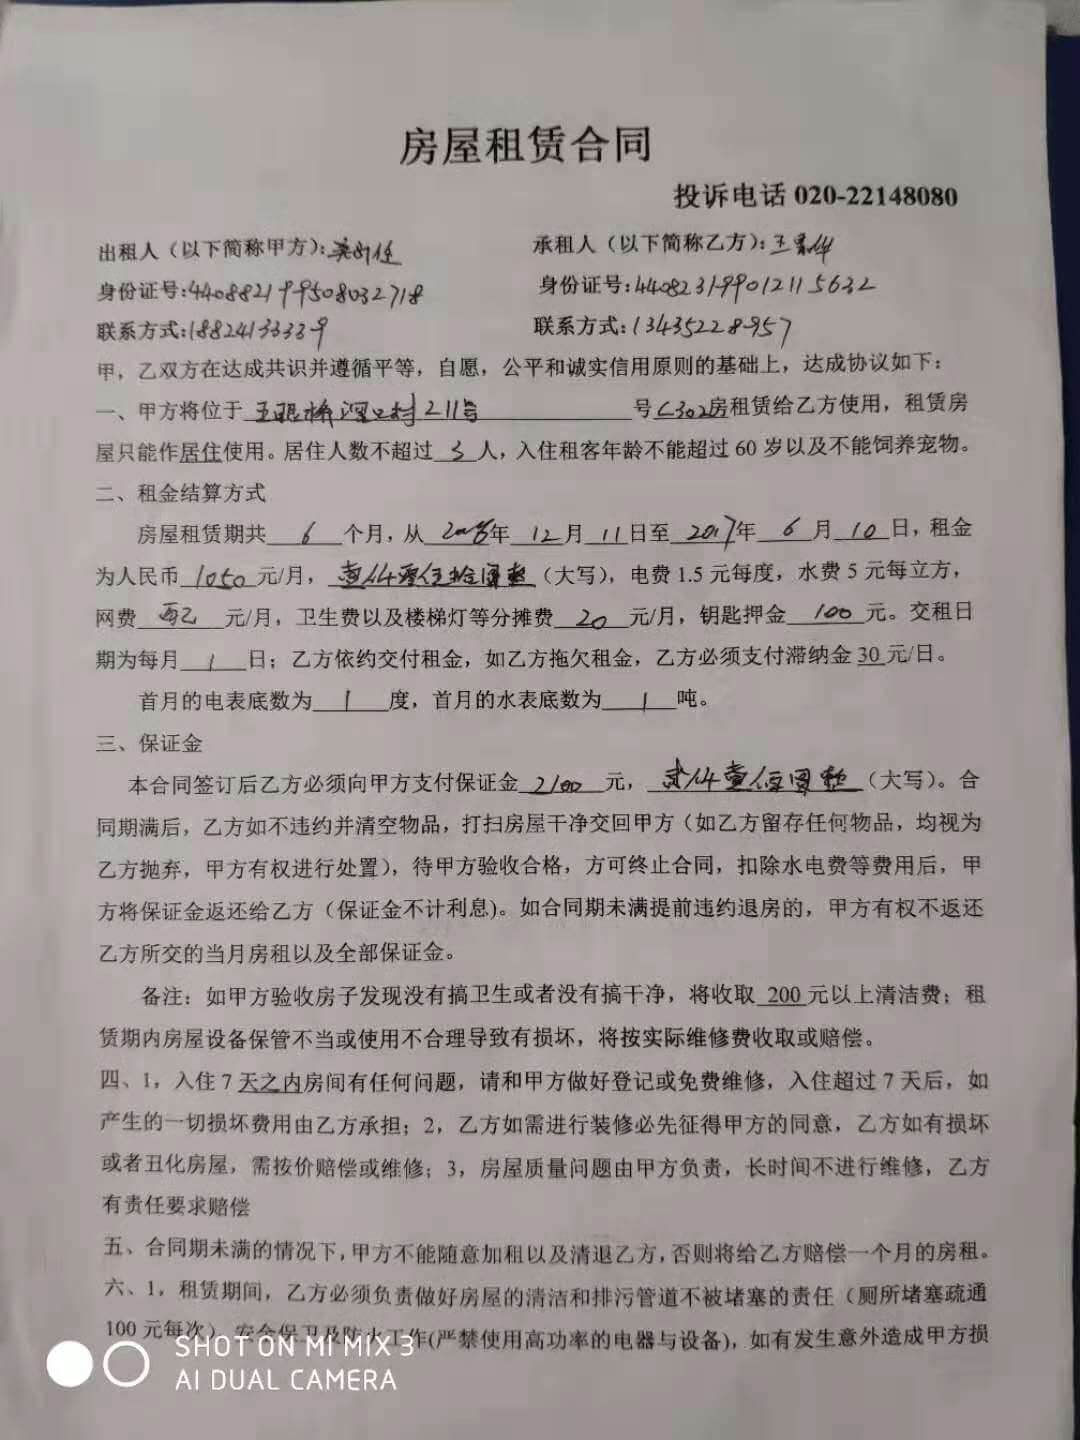 房屋租赁合同
投诉电话 020-22148080
出租人（以下简称甲方）：
承租人（以下简称乙方）：王
身份证号：440882199508032718
身份证号：440823199012115632
联系方式：18824133339
联系方式：13435228957
甲，乙双方在达成共识并遵循平等，自愿，公平和诚实信用原则的基础上，达成协议如下：
一、甲方将位于 村211号 号C302房租赁给乙方使用，租赁房
屋只能作居住使用。居住人数不超过 3 人，入住租客年龄不能超过 60 岁以及不能饲养宠物。
二、租金结算方式
房屋租赁期共 6 个月，从 年 12 月 11 日至 2019年 6 月 10 日，租金
为人民币 1050 元/月，壹仟零伍拾圆整（大写），电费 1.5 元每度，水费 5 元每立方，
网费 元/月，卫生费以及楼梯灯等分摊费 20 元/月，钥匙押金 100 元。交租日
期为每月 1 日；乙方依约交付租金，如乙方拖欠租金，乙方必须支付滞纳金 30 元/日。
首月的电表底数为 1 度，首月的水表底数为 1 吨。
三、保证金
本合同签订后乙方必须向甲方支付保证金 2100 元，贰仟壹佰圆整（大写）。合
同期满后，乙方如不违约并清空物品，打扫房屋干净交回甲方（如乙方留存任何物品，均视为
乙方抛弃，甲方有权进行处置），待甲方验收合格，方可终止合同，扣除水电费等费用后，甲
方将保证金返还给乙方（保证金不计利息）。如合同期未满提前违约退房的，甲方有权不返还
乙方所交的当月房租以及全部保证金。
备注：如甲方验收房子发现没有搞卫生或者没有搞干净，将收取 200 元以上清洁费；租
赁期内房屋设备保管不当或使用不合理导致有损坏，将按实际维修费收取或赔偿。
四、1，入住 7 天之内房间有任何问题，请和甲方做好登记或免费维修，入住超过 7 天后，如
产生的一切损坏费用由乙方承担；2，乙方如需进行装修必先征得甲方的同意，乙方如有损坏
或者丑化房屋，需按价赔偿或维修；3，房屋质量问题由甲方负责，长时间不进行维修，乙方
有责任要求赔偿
五、合同期未满的情况下，甲方不能随意加租以及清退乙方，否则将给乙方赔偿一个月的房租。
六、1，租赁期间，乙方必须负责做好房屋的清洁和排污管道不被堵塞的责任（厕所堵塞疏通
100 元每次），安全保卫及防火工作(严禁使用高功率的电器与设备)，如有发生意外造成甲方损
SHOT ON MI MIX 3
AI DUAL CAMERA